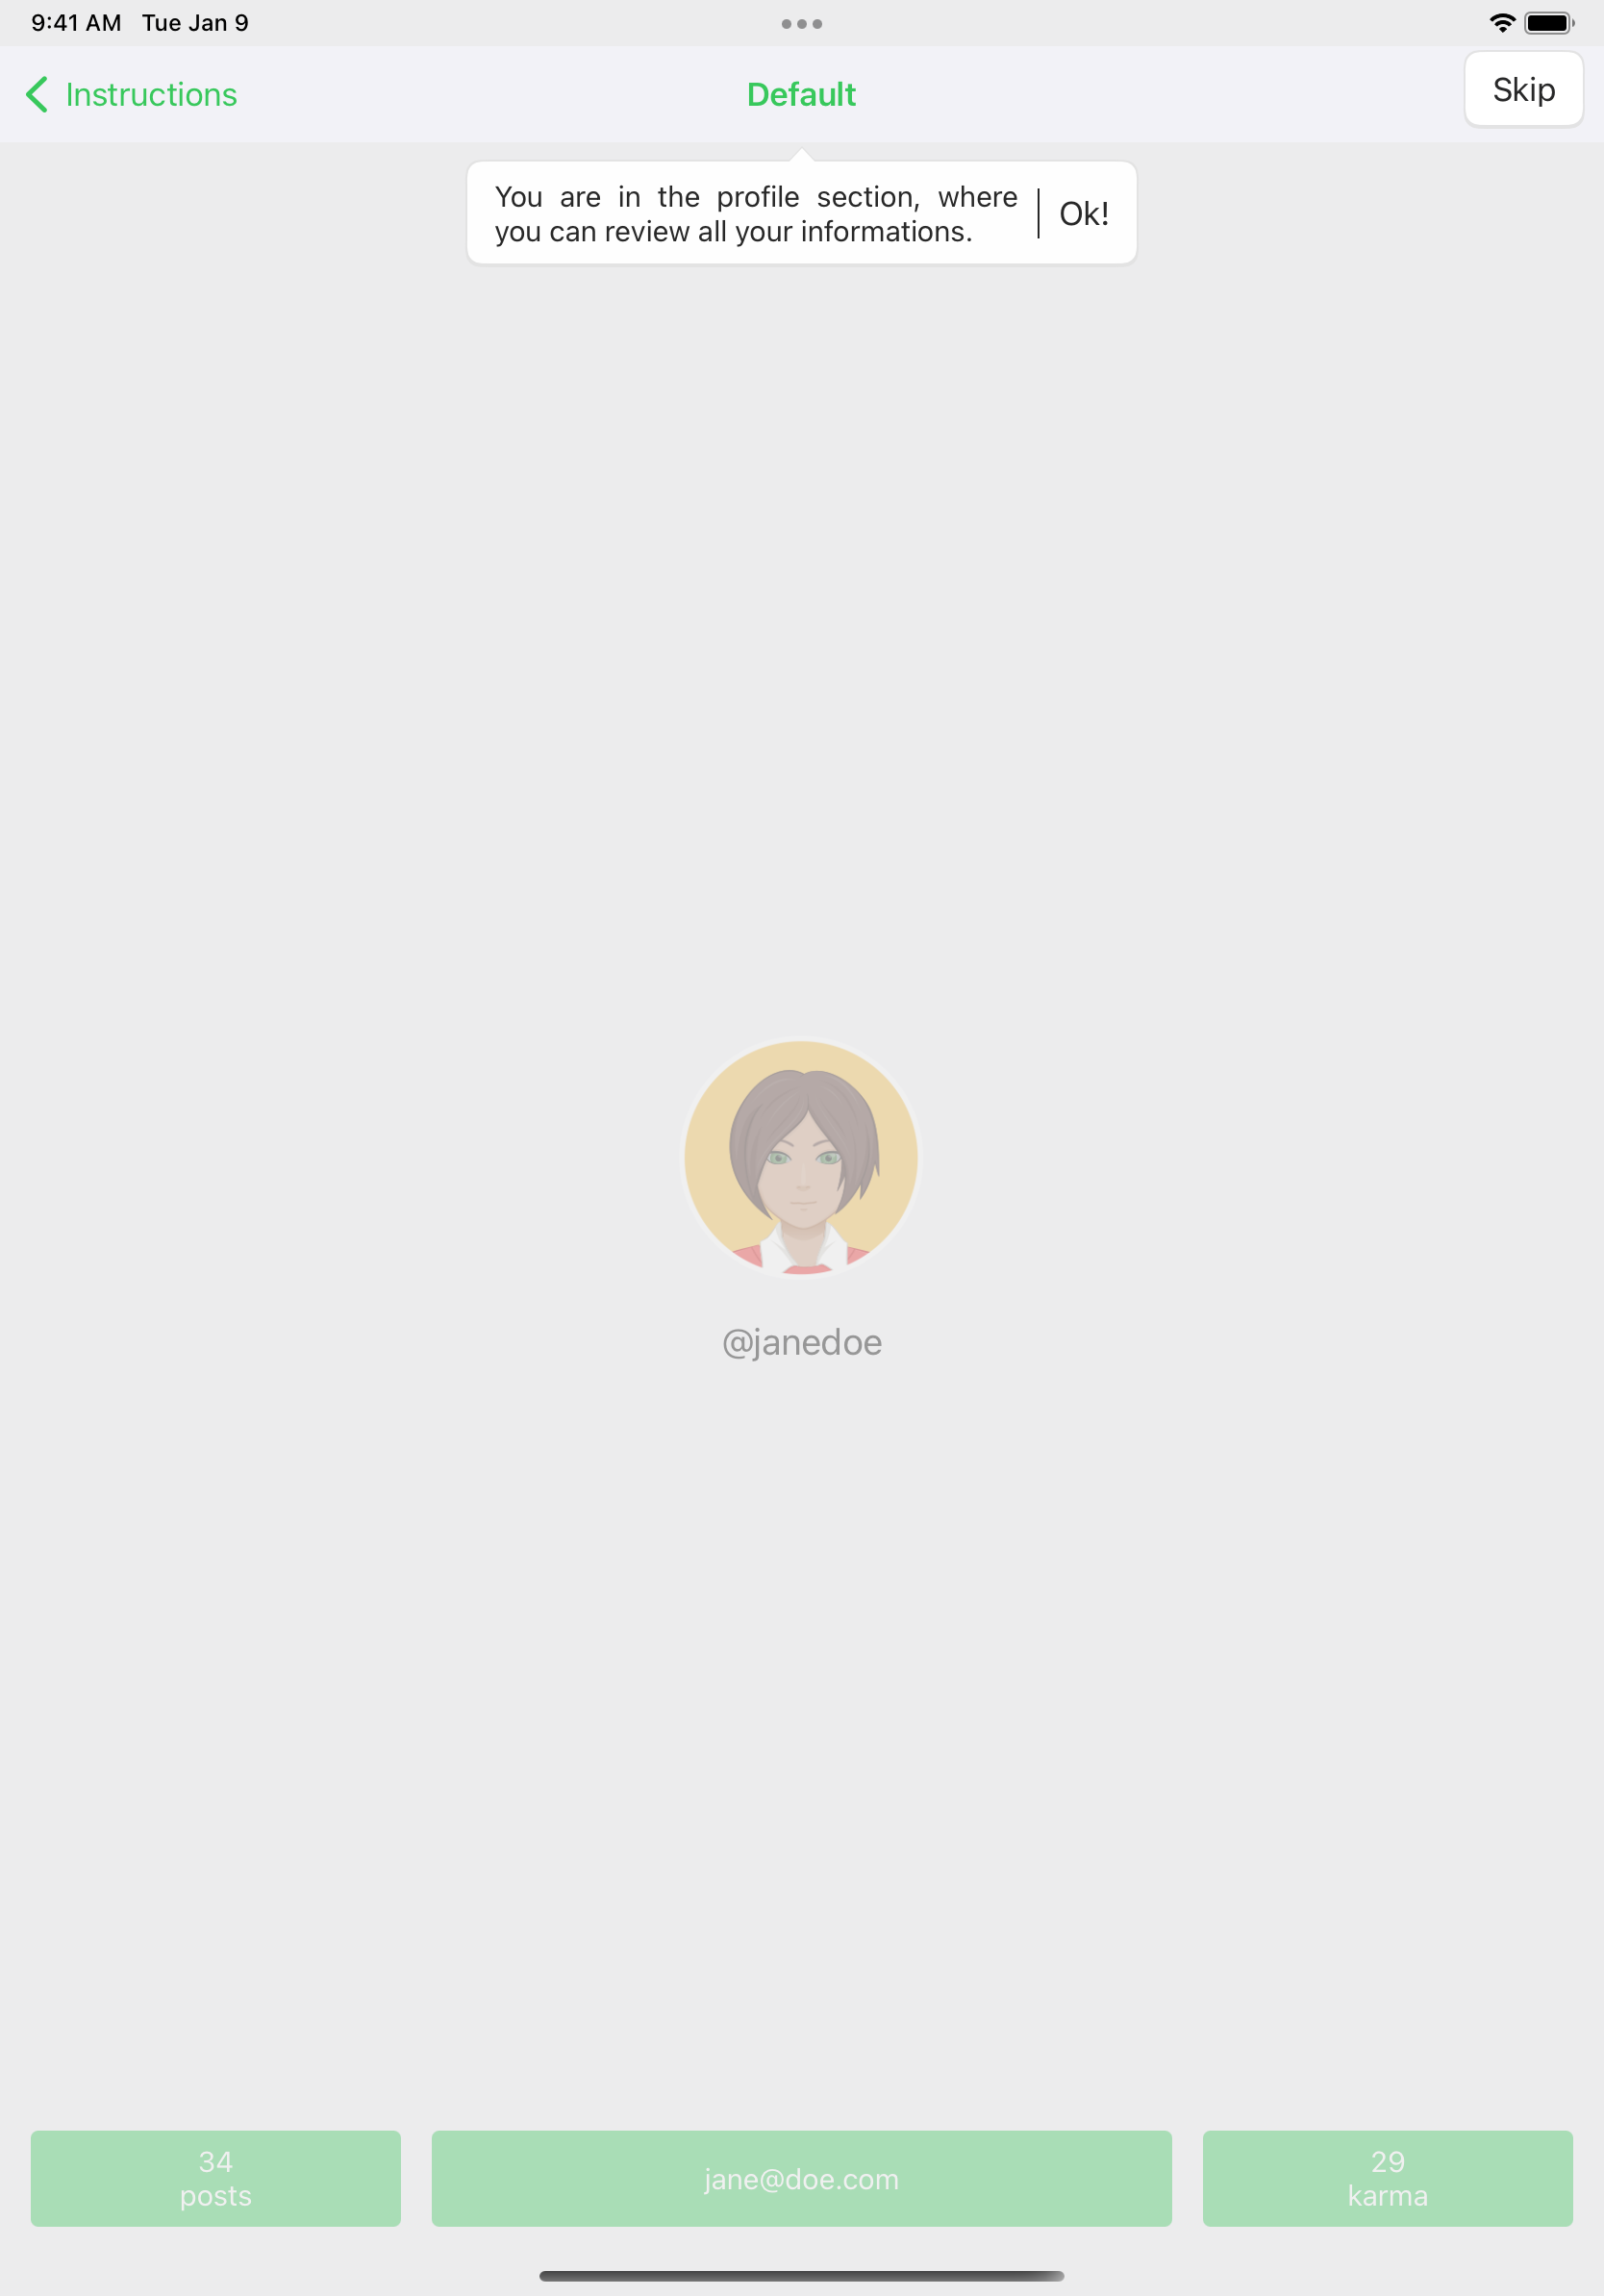 9:41 AM Tue Jan 9
Instructions
Default
Skip
You are in the profile section, where
you can review all your informations.
Ok!
@janedoe
34
posts
jane@doe.com
29
karma